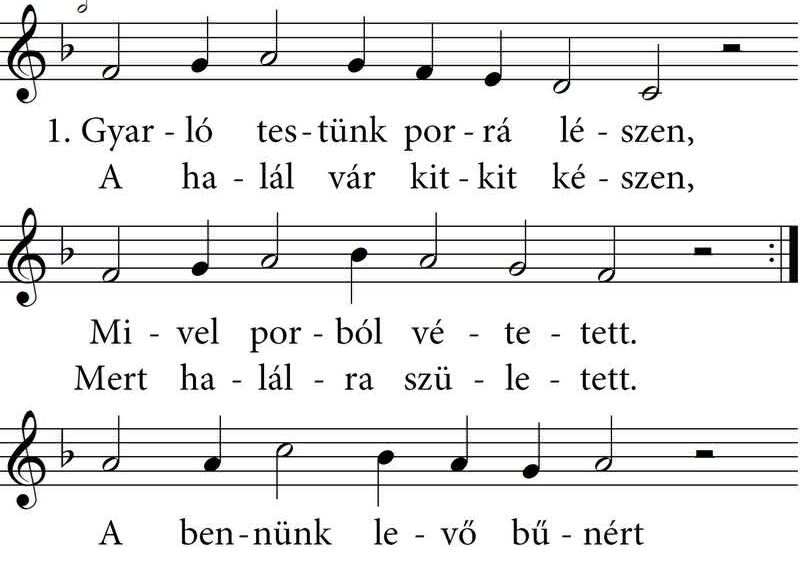 1. Gyar - ló tes - tünk por - rá lé - szen,
A ha - lál vár kit - kit ké - szen,
Mi - vel por - ból vé - te - tett.
Mert ha - lál - ra szü - le - tett.
A ben - nünk le - vő bű - nért